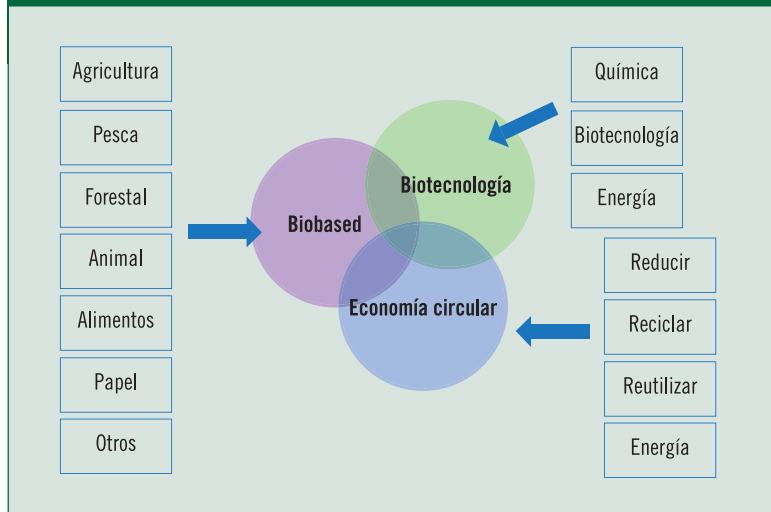 Agricultura
Pesca
Forestal
Animal
Alimentos
Papel
Otros
Biobased
Biotecnología
Economía circular
Química
Biotecnología
Energía
Reducir
Reciclar
Reutilizar
Energía